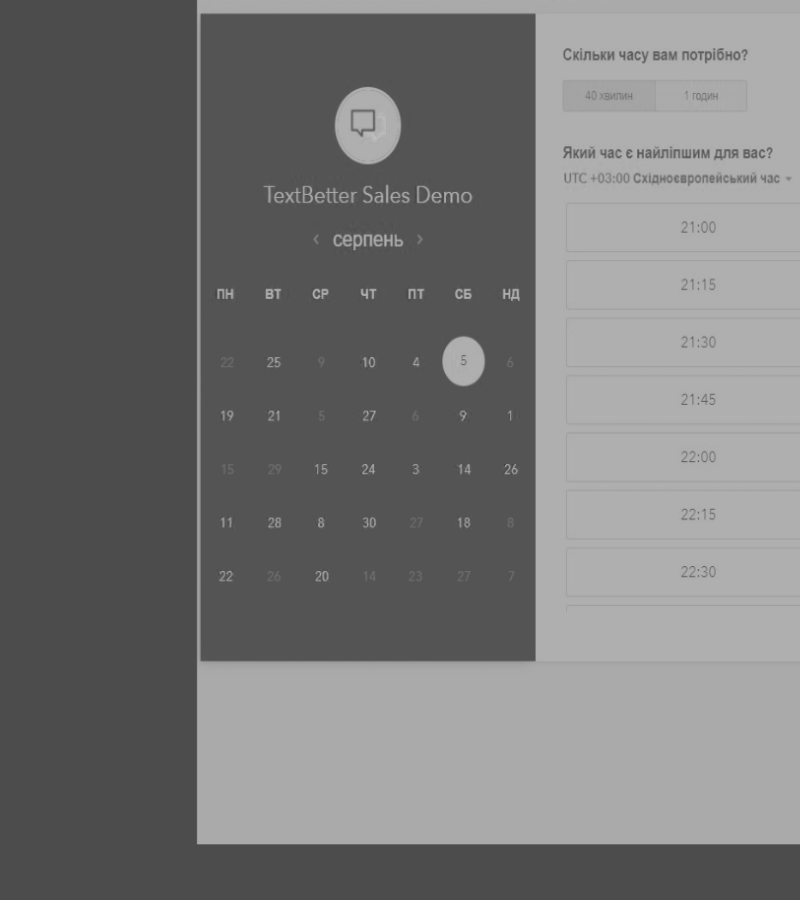 TextBetter Sales Demo
‹ серпень ›
ПН ВТ СР ЧТ ПТ СБ НД
22 25 9 10 4 5 6
19 21 5 27 6 9 1
15 29 15 24 3 14 26
11 28 8 30 27 18 8
22 26 20 14 23 27 7
Скільки часу вам потрібно?
40 хвилин 1 годин
Який час є найліпшим для вас?
UTC +03:00 Східноєвропейський час
21:00
21:15
21:30
21:45
22:00
22:15
22:30